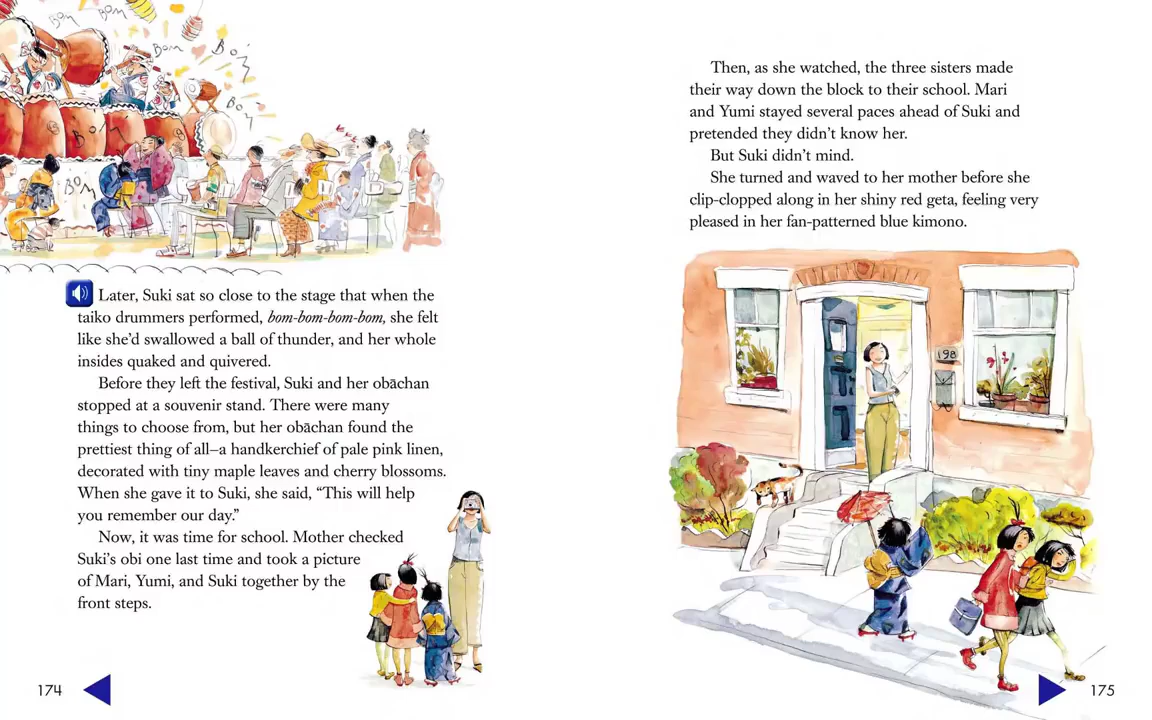 Bom
Bom
Bom
Bom
Bom
Bom
Bom
Later, Suki sat so close to the stage that when the
taiko drummers performed, bom-bom-bom-bom, she felt
like she’d swallowed a ball of thunder, and her whole
insides quaked and quivered.
Before they left the festival, Suki and her obāchan
stopped at a souvenir stand. There were many
things to choose from, but her obāchan found the
prettiest thing of all—a handkerchief of pale pink linen,
decorated with tiny maple leaves and cherry blossoms.
When she gave it to Suki, she said, “This will help
you remember our day.”
Now, it was time for school. Mother checked
Suki’s obi one last time and took a picture
of Mari, Yumi, and Suki together by the
front steps.
174
Then, as she watched, the three sisters made
their way down the block to their school. Mari
and Yumi stayed several paces ahead of Suki and
pretended they didn’t know her.
But Suki didn’t mind.
She turned and waved to her mother before she
clip-clopped along in her shiny red geta, feeling very
pleased in her fan-patterned blue kimono.
198
175